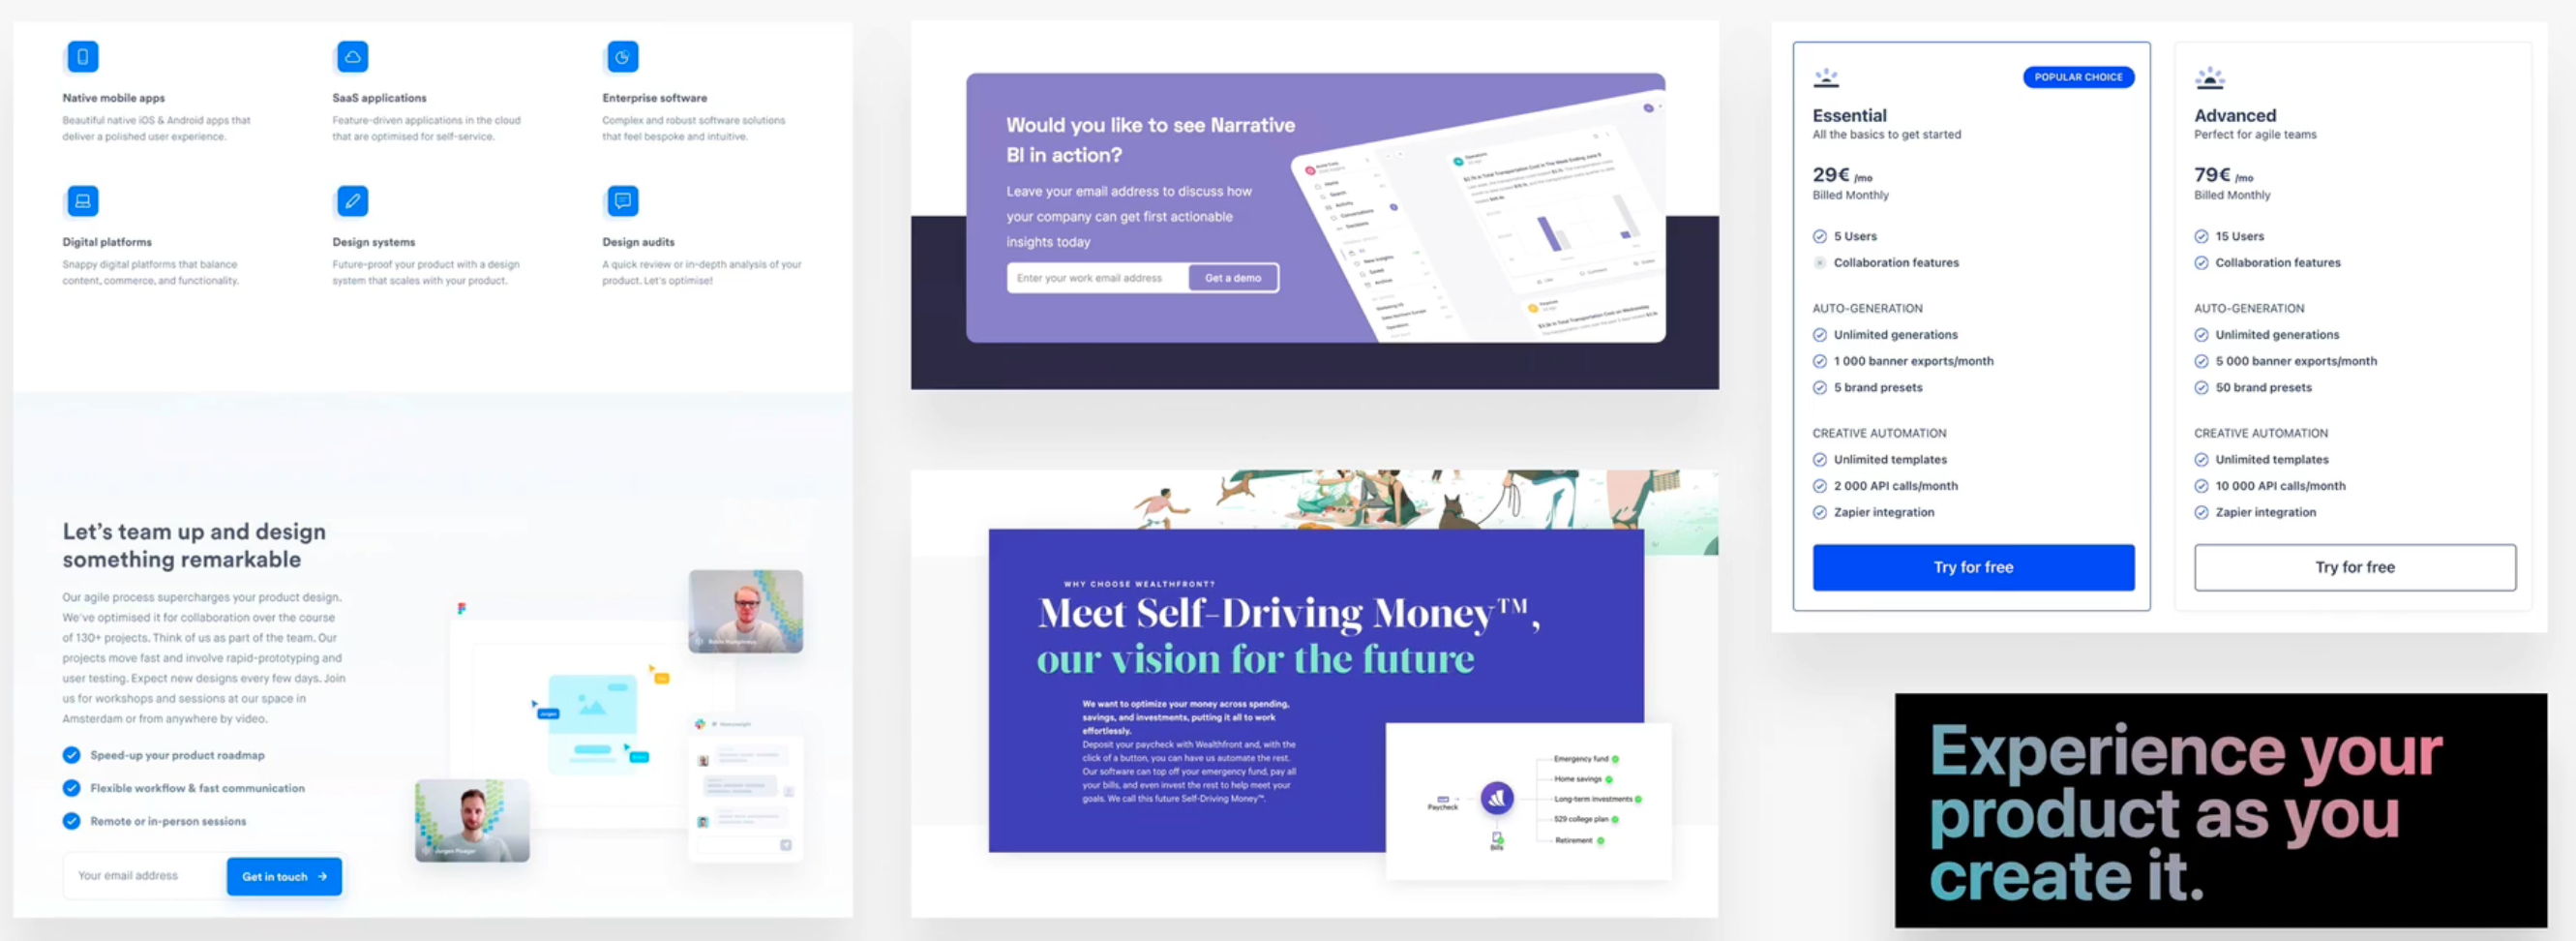 Native mobile apps
Beautiful native iOS & Android apps that
deliver a polished user experience.
SaaS applications
Feature-driven applications in the cloud
that are optimised for self-service.
Enterprise software
Complex and robust software solutions
that feel bespoke and intuitive.
Digital platforms
Snappy digital platforms that balance
content, commerce, and functionality.
Design systems
Future-proof your product with a design
system that scales with your product.
Design audits
A quick review or in-depth analysis of your
product. Let's optimise!
Let's team up and design
something remarkable
Our agile process supercharges your product design.
We've optimised it for collaboration over the course
of 130+ projects. Think of us as part of the team. Our
projects move fast and involve rapid-prototyping and
user testing. Expect new designs every few days. Join
us for workshops and sessions at our space in
Amsterdam or from anywhere by video.
Speed-up your product roadmap
Flexible workflow & fast communication
Remote or in-person sessions
Your email address
Get in touch
Would you like to see Narrative
BI in action?
Leave your email address to discuss how
your company can get first actionable
insights today
Enter your work email address
Get a demo
Home
Search
Activity
Conversations
Decisions
New insights
Saved
Archive
Operations
WHY CHOOSE WEALTHFRONT?
Meet Self-Driving Money™,
our vision for the future
We want to optimize your money across spending,
savings, and investments, putting it all to work
effortlessly.
Deposit your paycheck with Wealthfront and, with the
click of a button, you can have us automate the rest.
Our software can top off your emergency fund, pay all
your bills, and even invest the rest to help meet your
goals. We call this future Self-Driving Money™.
Paycheck
Bills
Emergency fund
Home savings
Long-term investments
529 college plan
Retirement
POPULAR CHOICE
Essential
All the basics to get started
29€ /mo
Billed Monthly
5 Users
Collaboration features
AUTO-GENERATION
Unlimited generations
1 000 banner exports/month
5 brand presets
CREATIVE AUTOMATION
Unlimited templates
2 000 API calls/month
Zapier integration
Try for free
Advanced
Perfect for agile teams
79€ /mo
Billed Monthly
15 Users
Collaboration features
AUTO-GENERATION
Unlimited generations
5 000 banner exports/month
50 brand presets
CREATIVE AUTOMATION
Unlimited templates
10 000 API calls/month
Zapier integration
Try for free
Experience your
product as you
create it.